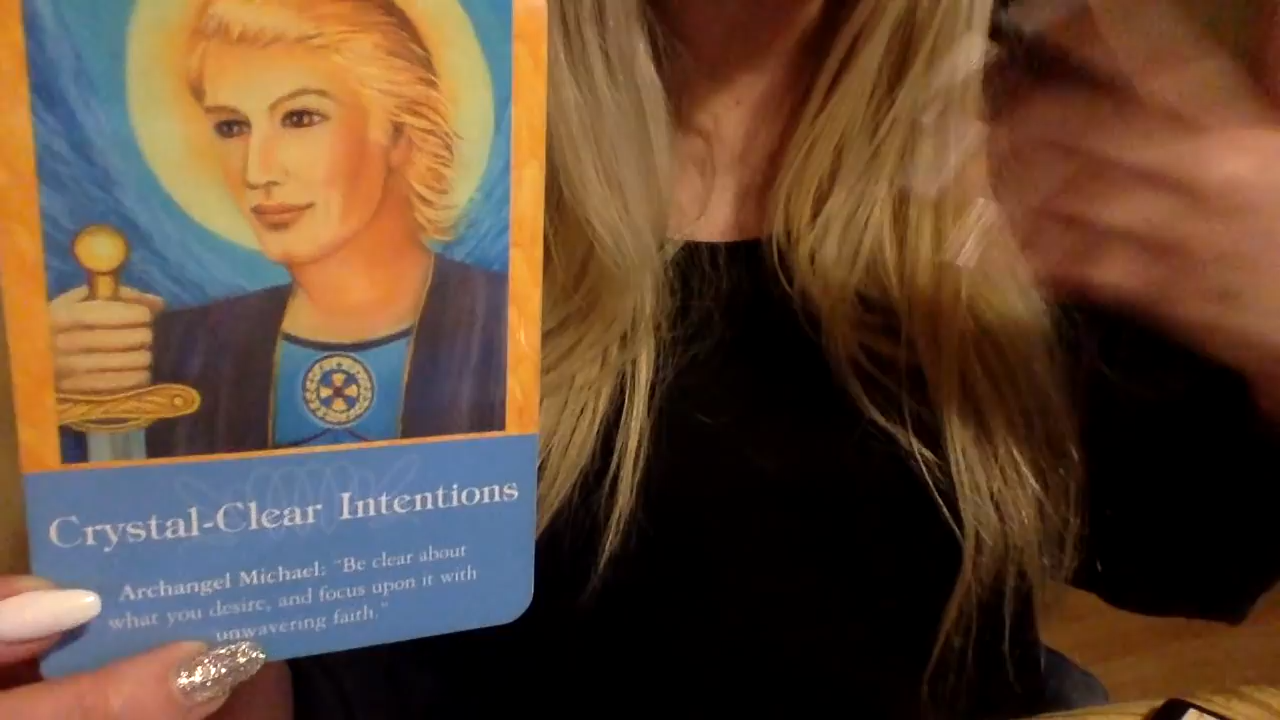 Crystal-Clear Intentions
Archangel Michael: "Be clear about
what you desire, and focus upon it with
unwavering faith."